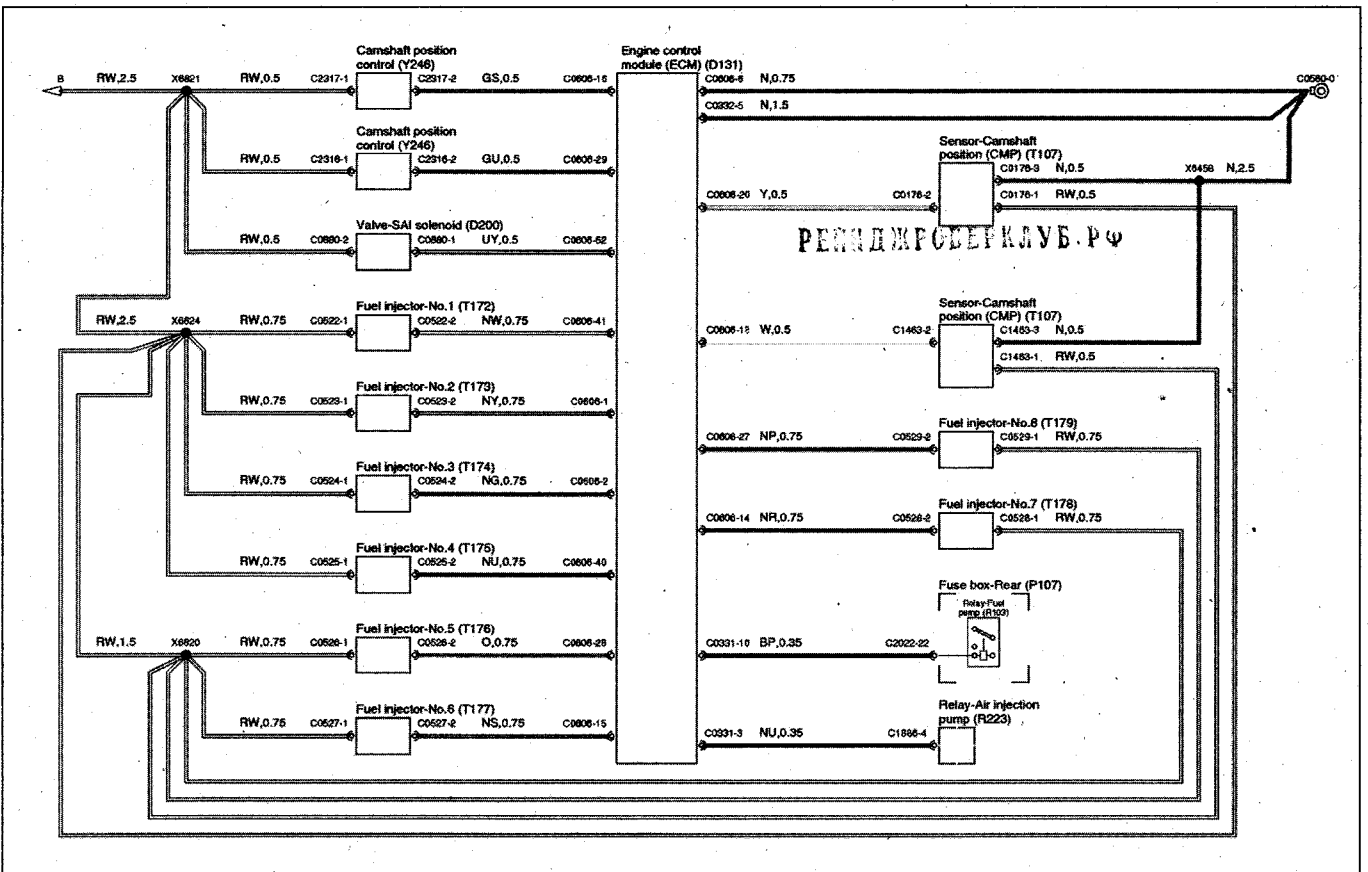 B RW,2.5 X6821 RW,0.5 C2317-1
Camshaft position
control (Y246)
C2317-2 GS,0.5 C0606-16
Engine control
module (ECM) (D131)
C0606-6 N,0.75
C0332-5 N,1.5
C0580-0
Camshaft position
control (Y246)
RW,0.5 C2316-1 C2316-2 GU,0.5 C0606-29
Sensor-Camshaft
position (CMP) (T107)
C0176-3 N,0.5 X6456 N,2.5
C0606-20 Y,0.5 C0176-2 C0176-1 RW,0.5
РЕЙНДЖРОВЕРКЛУБ.РФ
Valve-SAI solenoid (D200)
RW,0.5 C0880-2 C0880-1 UY,0.5 C0606-52
Fuel injector-No.1 (T172)
RW,2.5 X6824 RW,0.75 C0522-1 C0522-2 NW,0.75 C0606-41
Sensor-Camshaft
position (CMP) (T107)
C0606-18 W,0.5 C1463-2 C1463-3 N,0.5
C1463-1 RW,0.5
Fuel injector-No.2 (T173)
RW,0.75 C0523-1 C0523-2 NY,0.75 C0606-1
Fuel injector-No.8 (T179)
C0606-27 NP,0.75 C0529-2 C0529-1 RW,0.75
Fuel injector-No.3 (T174)
RW,0.75 C0524-1 C0524-2 NG,0.75 C0606-2
Fuel injector-No.7 (T178)
C0606-14 NR,0.75 C0528-2 C0528-1 RW,0.75
Fuel injector-No.4 (T175)
RW,0.75 C0525-1 C0525-2 NU,0.75 C0606-40
Fuse box-Rear (P107)
Relay-Fuel
pump (R103)
C0331-10 BP,0.35 C2022-22
Fuel injector-No.5 (T176)
RW,1.5 X6820 RW,0.75 C0526-1 C0526-2 O,0.75 C0606-28
Fuel injector-No.6 (T177)
RW,0.75 C0527-1 C0527-2 NS,0.75 C0606-15
Relay-Air injection
pump (R223)
C0331-3 NU,0.35 C1886-4